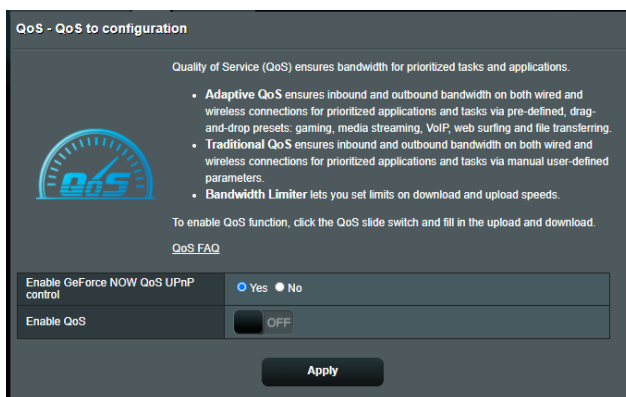 QoS - QoS to configuration
Quality of Service (QoS) ensures bandwidth for prioritized tasks and applications.
• Adaptive QoS ensures inbound and outbound bandwidth on both wired and
wireless connections for prioritized applications and tasks via pre-defined, drag-
and-drop presets: gaming, media streaming, VoIP, web surfing and file transferring.
• Traditional QoS ensures inbound and outbound bandwidth on both wired and
wireless connections for prioritized applications and tasks via manual user-defined
parameters.
• Bandwidth Limiter lets you set limits on download and upload speeds.
QoS
To enable QoS function, click the QoS slide switch and fill in the upload and download.
QoS FAQ
Enable GeForce NOW QoS UPnP
control
Yes No
Enable QoS
OFF
Apply